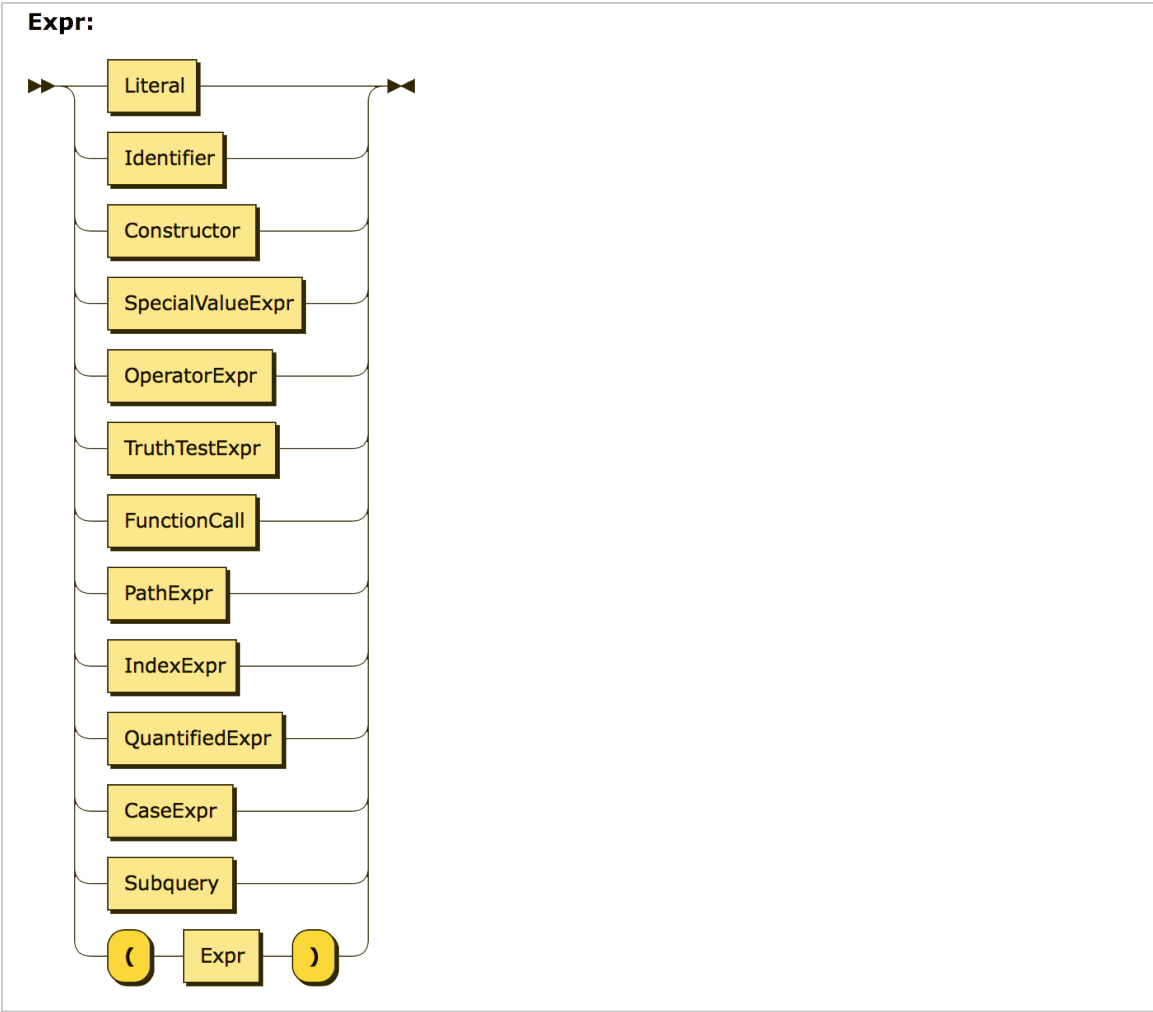 Expr:
Literal
Identifier
Constructor
SpecialValueExpr
OperatorExpr
TruthTestExpr
FunctionCall
PathExpr
IndexExpr
QuantifiedExpr
CaseExpr
Subquery
( Expr )